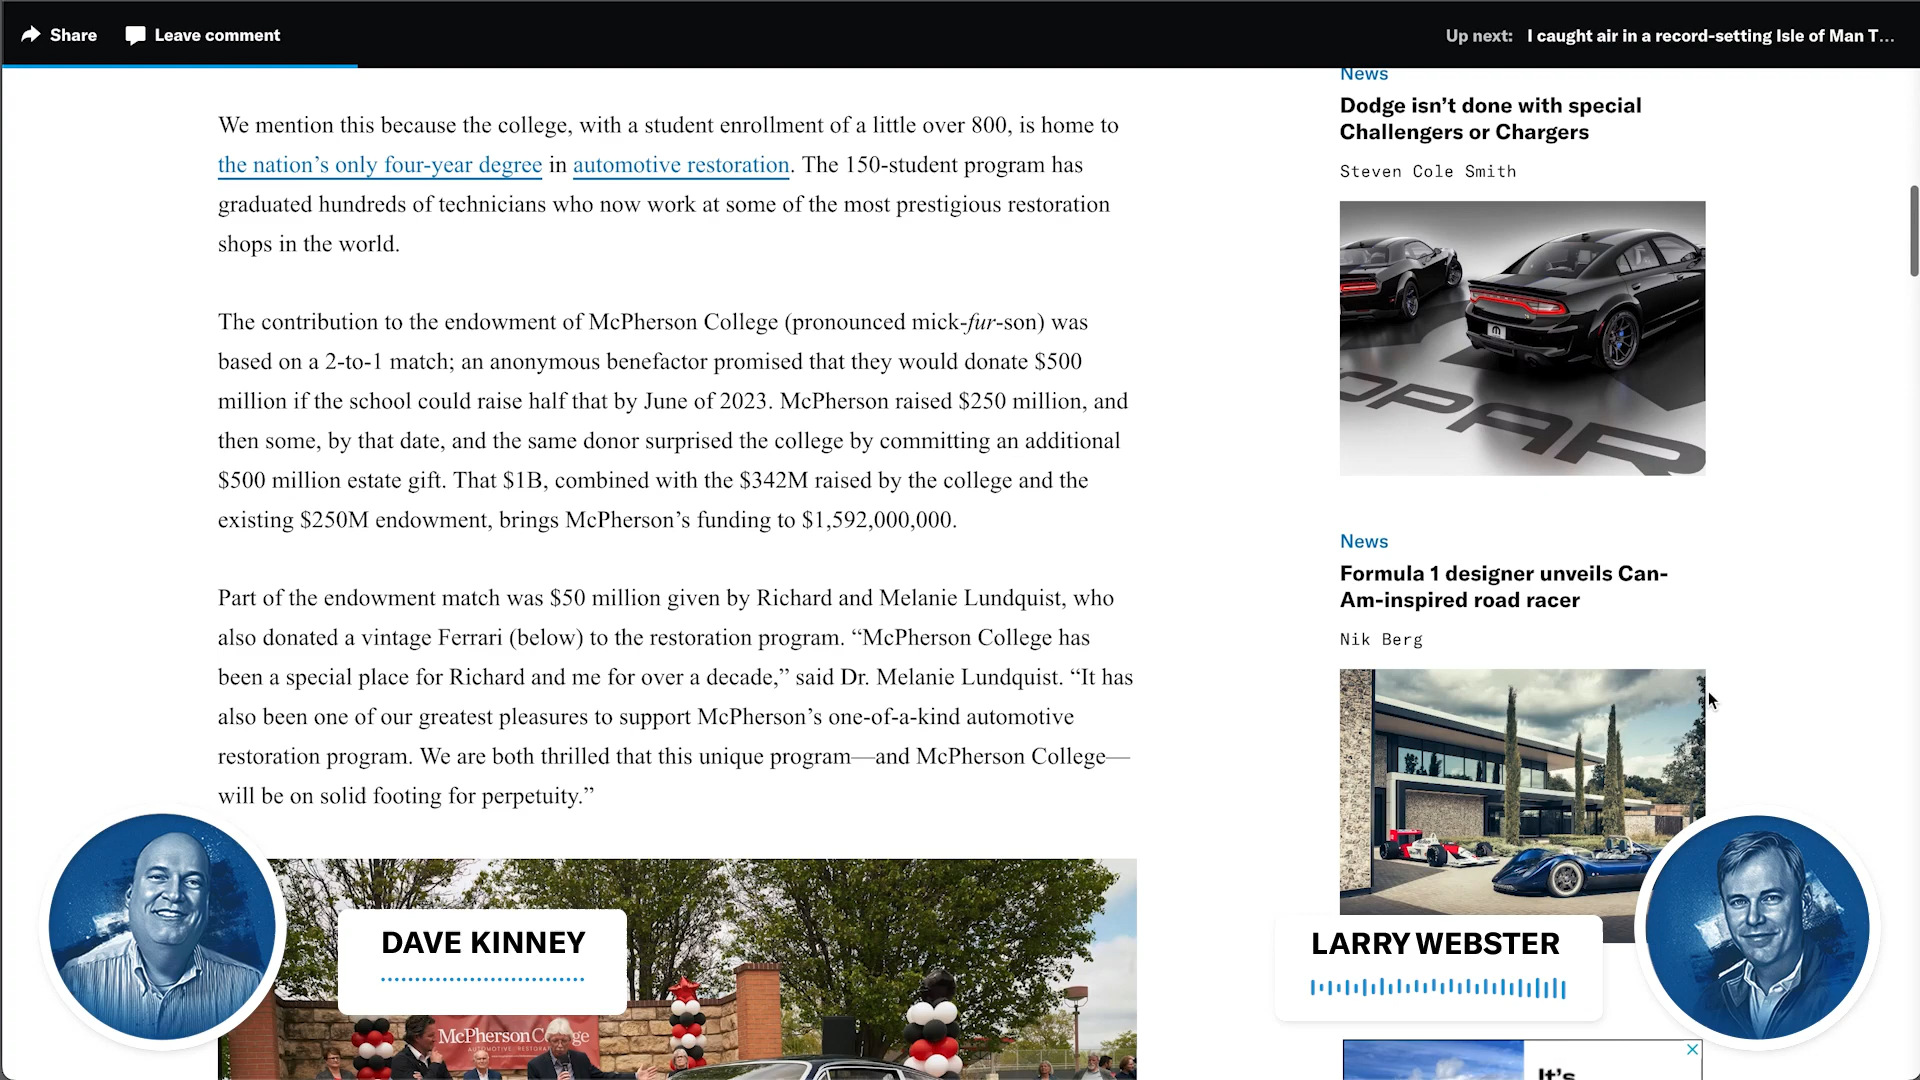 Share
Leave comment
Up next: I caught air in a record-setting Isle of Man T...
We mention this because the college, with a student enrollment of a little over 800, is home to
the nation’s only four-year degree in automotive restoration. The 150-student program has
graduated hundreds of technicians who now work at some of the most prestigious restoration
shops in the world.
The contribution to the endowment of McPherson College (pronounced mick-fur-son) was
based on a 2-to-1 match; an anonymous benefactor promised that they would donate $500
million if the school could raise half that by June of 2023. McPherson raised $250 million, and
then some, by that date, and the same donor surprised the college by committing an additional
$500 million estate gift. That $1B, combined with the $342M raised by the college and the
existing $250M endowment, brings McPherson’s funding to $1,592,000,000.
Part of the endowment match was $50 million given by Richard and Melanie Lundquist, who
also donated a vintage Ferrari (below) to the restoration program. “McPherson College has
been a special place for Richard and me for over a decade,” said Dr. Melanie Lundquist. “It has
also been one of our greatest pleasures to support McPherson’s one-of-a-kind automotive
restoration program. We are both thrilled that this unique program—and McPherson College—
will be on solid footing for perpetuity.”
DAVE KINNEY
News
Dodge isn’t done with special
Challengers or Chargers
Steven Cole Smith
OPAR
News
Formula 1 designer unveils Can-
Am-inspired road racer
Nik Berg
LARRY WEBSTER
It’s